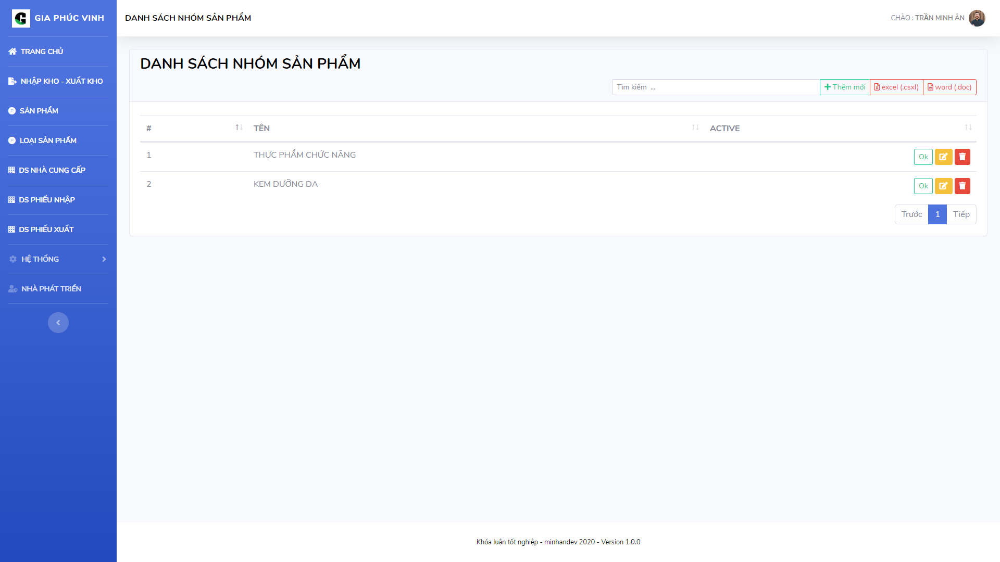 GIA PHÚC VINH
DANH SÁCH NHÓM SẢN PHẨM
CHÀO : TRẦN MINH ÂN
TRANG CHỦ
NHẬP KHO - XUẤT KHO
SẢN PHẨM
LOẠI SẢN PHẨM
DS NHÀ CUNG CẤP
DS PHIẾU NHẬP
DS PHIẾU XUẤT
HỆ THỐNG
NHÀ PHÁT TRIỂN
DANH SÁCH NHÓM SẢN PHẨM
Tìm kiếm ... Thêm mới excel (.csxl) word (.doc)
# TÊN ACTIVE
1 THỰC PHẨM CHỨC NĂNG Ok
2 KEM DƯỠNG DA Ok
Trước 1 Tiếp
Khóa luận tốt nghiệp - minhandev 2020 - Version 1.0.0